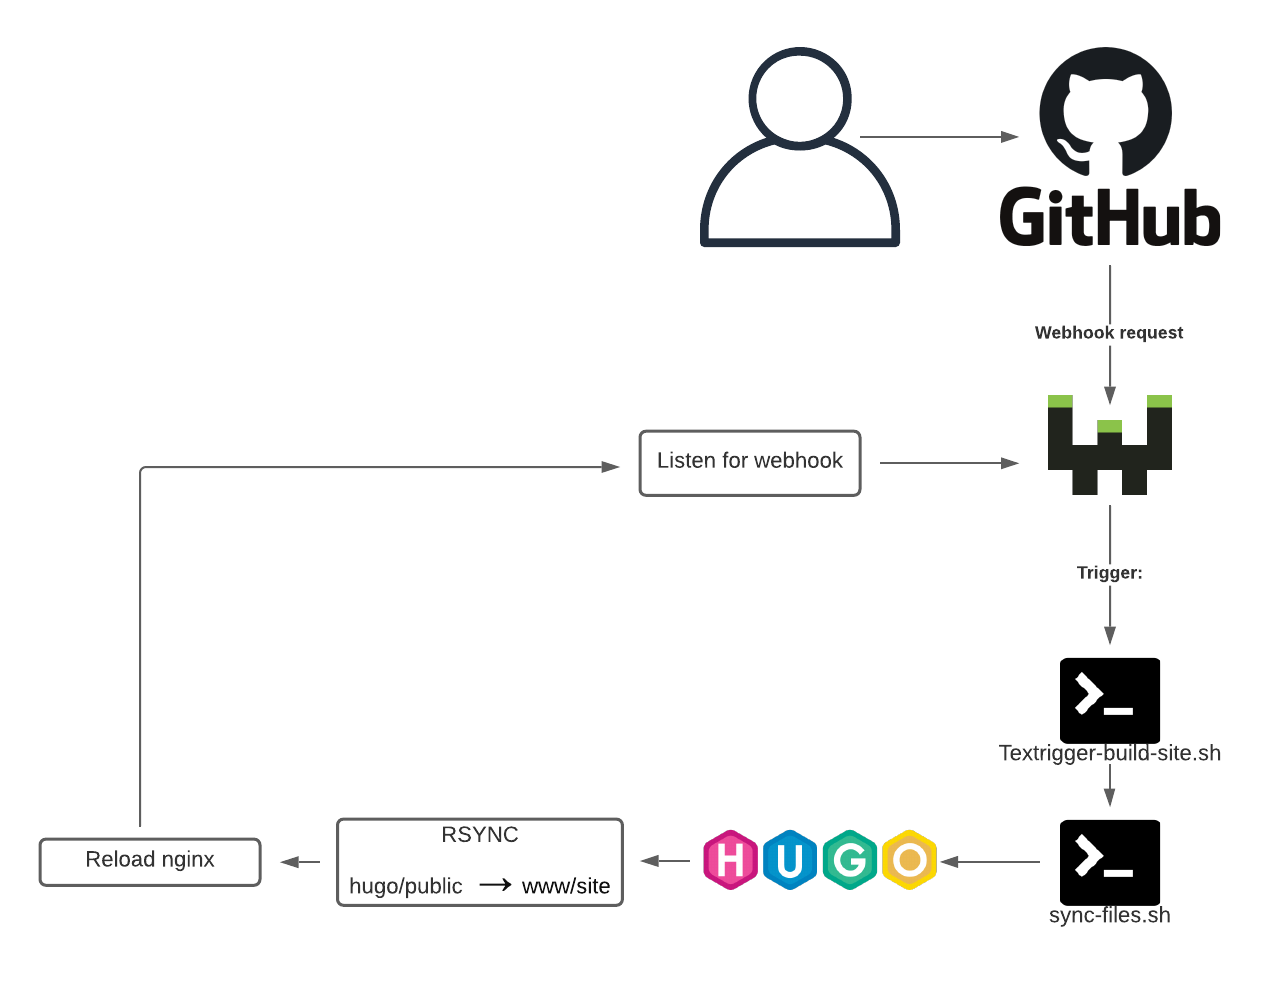 GitHub
Webhook request
Listen for webhook
Trigger:
Textrigger-build-site.sh
RSYNC
hugo/public → www/site
Reload nginx
HUGO
sync-files.sh